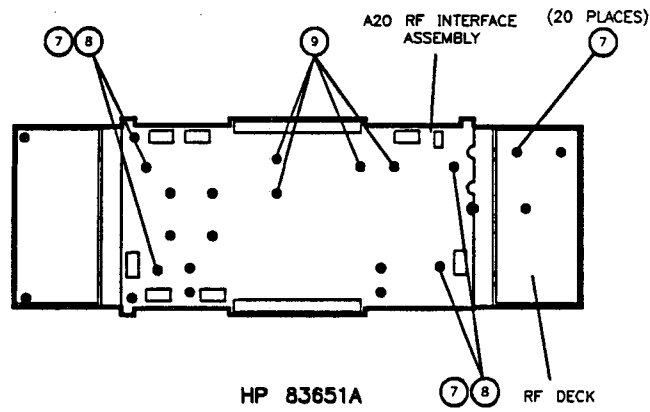 (20 PLACES)
A20 RF INTERFACE
ASSEMBLY
7 8
9
7
HP 83651A
7 8
RF DECK